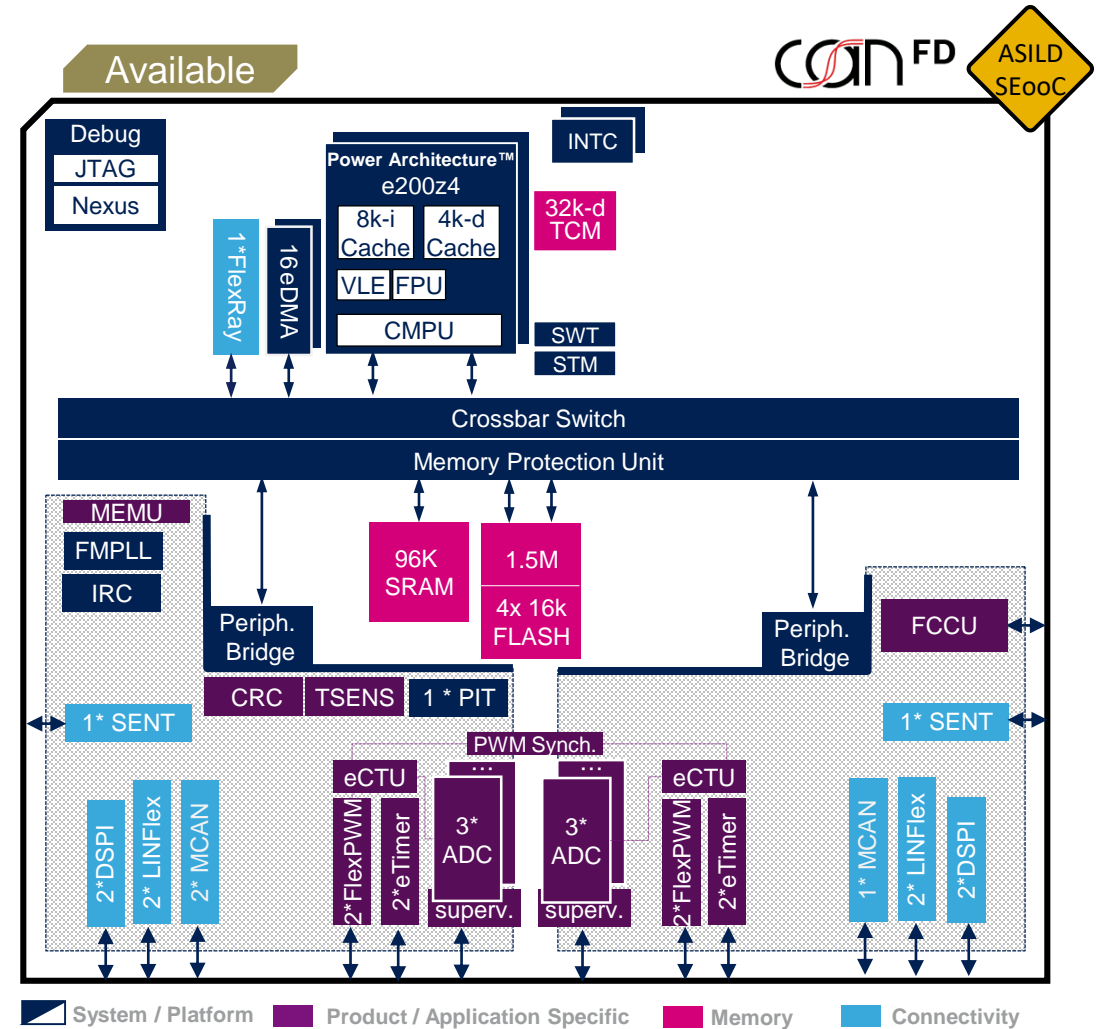 Available
CAN FD
ASILD
SEooC
Debug
JTAG
Nexus
INTC
Power Architecture™
e200z4
8k-i
Cache
4k-d
Cache
VLE
FPU
CMPU
32k-d
TCM
1*FlexRay
16 eDMA
SWT
STM
Crossbar Switch
Memory Protection Unit
MEMU
FMPLL
IRC
96K
SRAM
1.5M
4x 16k
FLASH
Periph.
Bridge
Periph.
Bridge
FCCU
CRC
TSENS
1 * PIT
1* SENT
1* SENT
PWM Synch.
eCTU
...
...
eCTU
2*DSPI
2* LINFlex
2* MCAN
2*FlexPWM
2*eTimer
3*
ADC
superv.
3*
ADC
superv.
2*FlexPWM
2*eTimer
1* MCAN
2* LINFlex
2*DSPI
System / Platform
Product / Application Specific
Memory
Connectivity